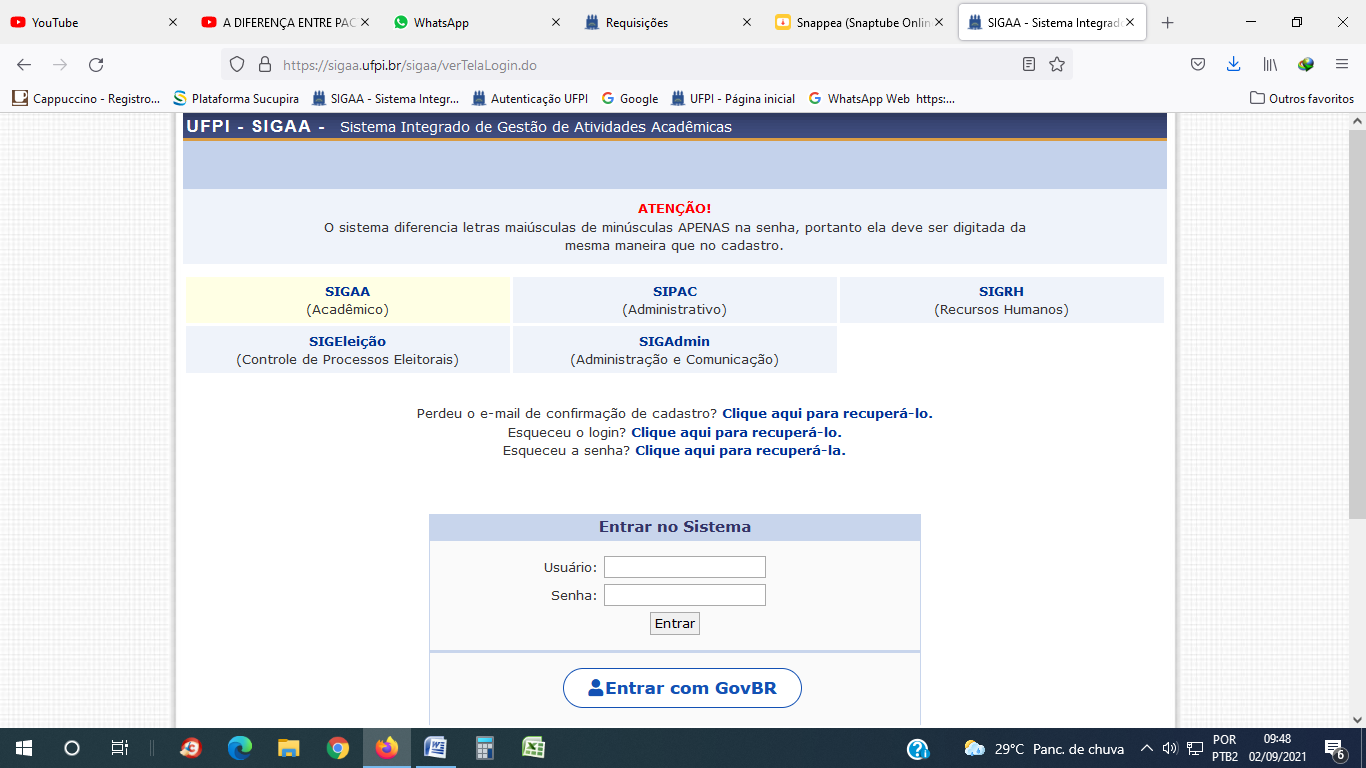 YouTube
A DIFERENÇA ENTRE PAC
WhatsApp
Requisições
Snappea (Snaptube Onlin
SIGAA - Sistema Integrado
https://sigaa.ufpi.br/sigaa/verTelaLogin.do
Cappuccino - Registro...
Plataforma Sucupira
SIGAA - Sistema Integr...
Autenticação UFPI
Google
UFPI - Página inicial
WhatsApp Web https:...
Outros favoritos
UFPI - SIGAA - Sistema Integrado de Gestão de Atividades Acadêmicas
ATENÇÃO!
O sistema diferencia letras maiúsculas de minúsculas APENAS na senha, portanto ela deve ser digitada da
mesma maneira que no cadastro.
SIGAA
(Acadêmico)
SIPAC
(Administrativo)
SIGRH
(Recursos Humanos)
SIGEleição
(Controle de Processos Eleitorais)
SIGAdmin
(Administração e Comunicação)
Perdeu o e-mail de confirmação de cadastro? Clique aqui para recuperá-lo.
Esqueceu o login? Clique aqui para recuperá-lo.
Esqueceu a senha? Clique aqui para recuperá-la.
Entrar no Sistema
Usuário:
Senha:
Entrar
Entrar com GovBR
29°C Panc. de chuva
POR
PTB2
09:48
02/09/2021
6